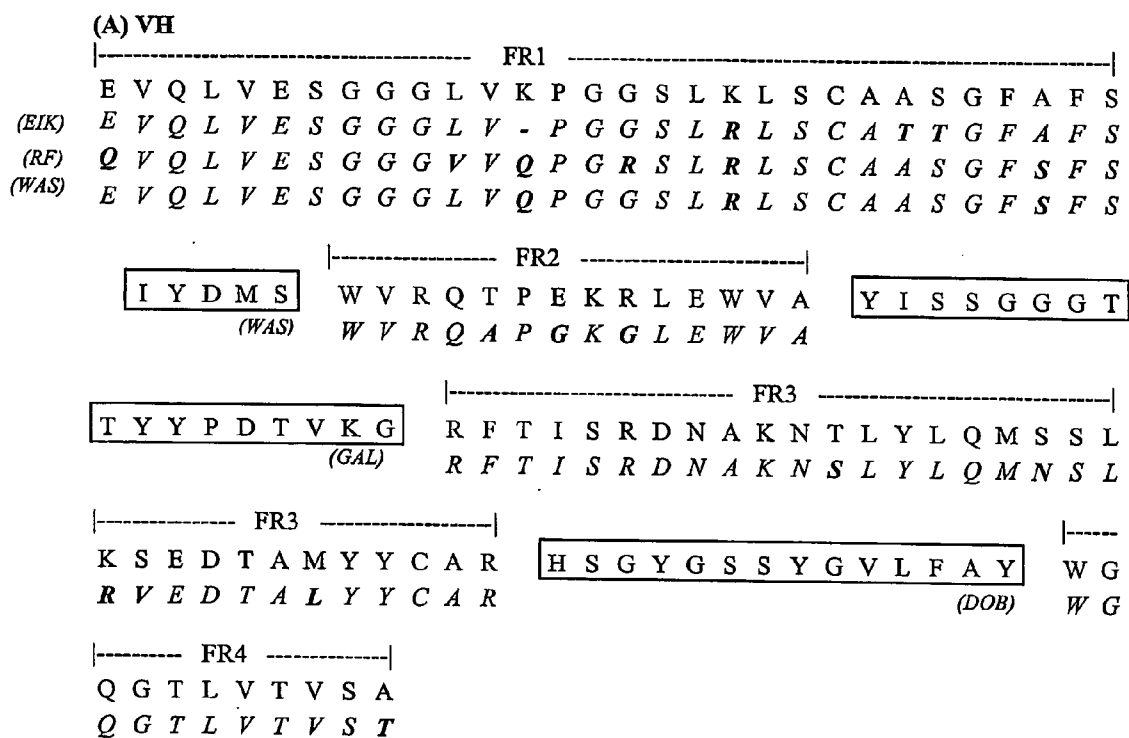 (A) VH
|--------------------------------------------- FR1 ---------------------------------------------|
E V Q L V E S G G G L V K P G G S L K L S C A A S G F A F S
(EIK) E V Q L V E S G G G L V - P G G S L R L S C A T T G F A F S
(RF) Q V Q L V E S G G G V V Q P G R S L R L S C A A S G F S F S
(WAS) E V Q L V E S G G G L V Q P G G S L R L S C A A S G F S F S
|---------------- FR2 ---------------------|
I Y D M S W V R Q T P E K R L E W V A Y I S S G G G T
(WAS) W V R Q A P G K G L E W V A
|---------------------------- FR3 -----------------------------|
T Y Y P D T V K G R F T I S R D N A K N T L Y L Q M S S L
(GAL) R F T I S R D N A K N S L Y L Q M N S L
|-------------- FR3 ----------------| |------
K S E D T A M Y Y C A R H S G Y G S S Y G V L F A Y W G
R V E D T A L Y Y C A R (DOB) W G
|--------- FR4 ------------|
Q G T L V T V S A
Q G T L V T V S T